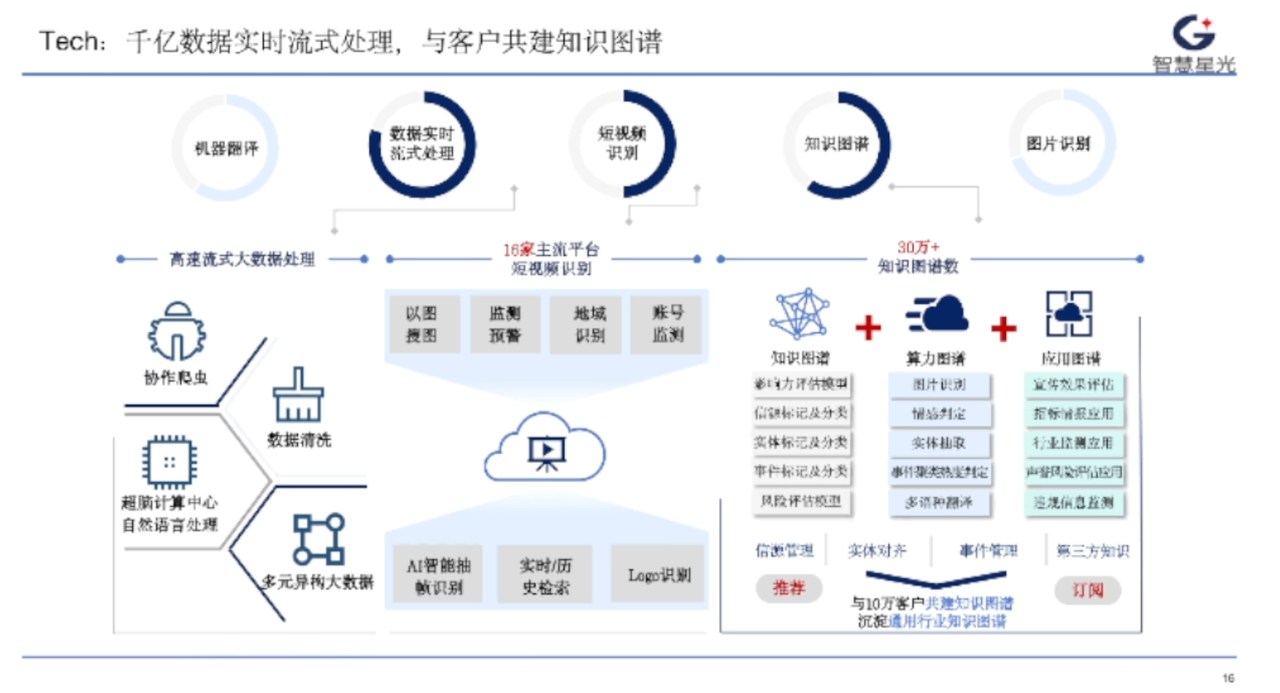 Tech：千亿数据实时流式处理，与客户共建知识图谱
智慧星光
机器翻译
数据实时
流式处理
短视频
识别
知识图谱
图片识别
高速流式大数据处理
16家主流平台
短视频识别
30万+
知识图谱数
协作爬虫
数据清洗
超脑计算中心
自然语言处理
多元异构大数据
以图
搜图
监测
预警
地域
识别
账号
监测
AI智能抽
帧识别
实时/历
史检索
Logo识别
知识图谱
算力图谱
应用图谱
影响力评估模型
图片识别
宣传效果评估
信源标记及分类
情感判定
招标情报应用
实体标记及分类
实体抽取
行业监测应用
事件标记及分类
事件聚类热度判定
声誉风险评估应用
风险评估模型
多语种翻译
违规信息监测
信源管理
实体对齐
事件管理
第三方知识
推荐
订阅
与10万客户共建知识图谱
沉淀通用行业知识图谱
16